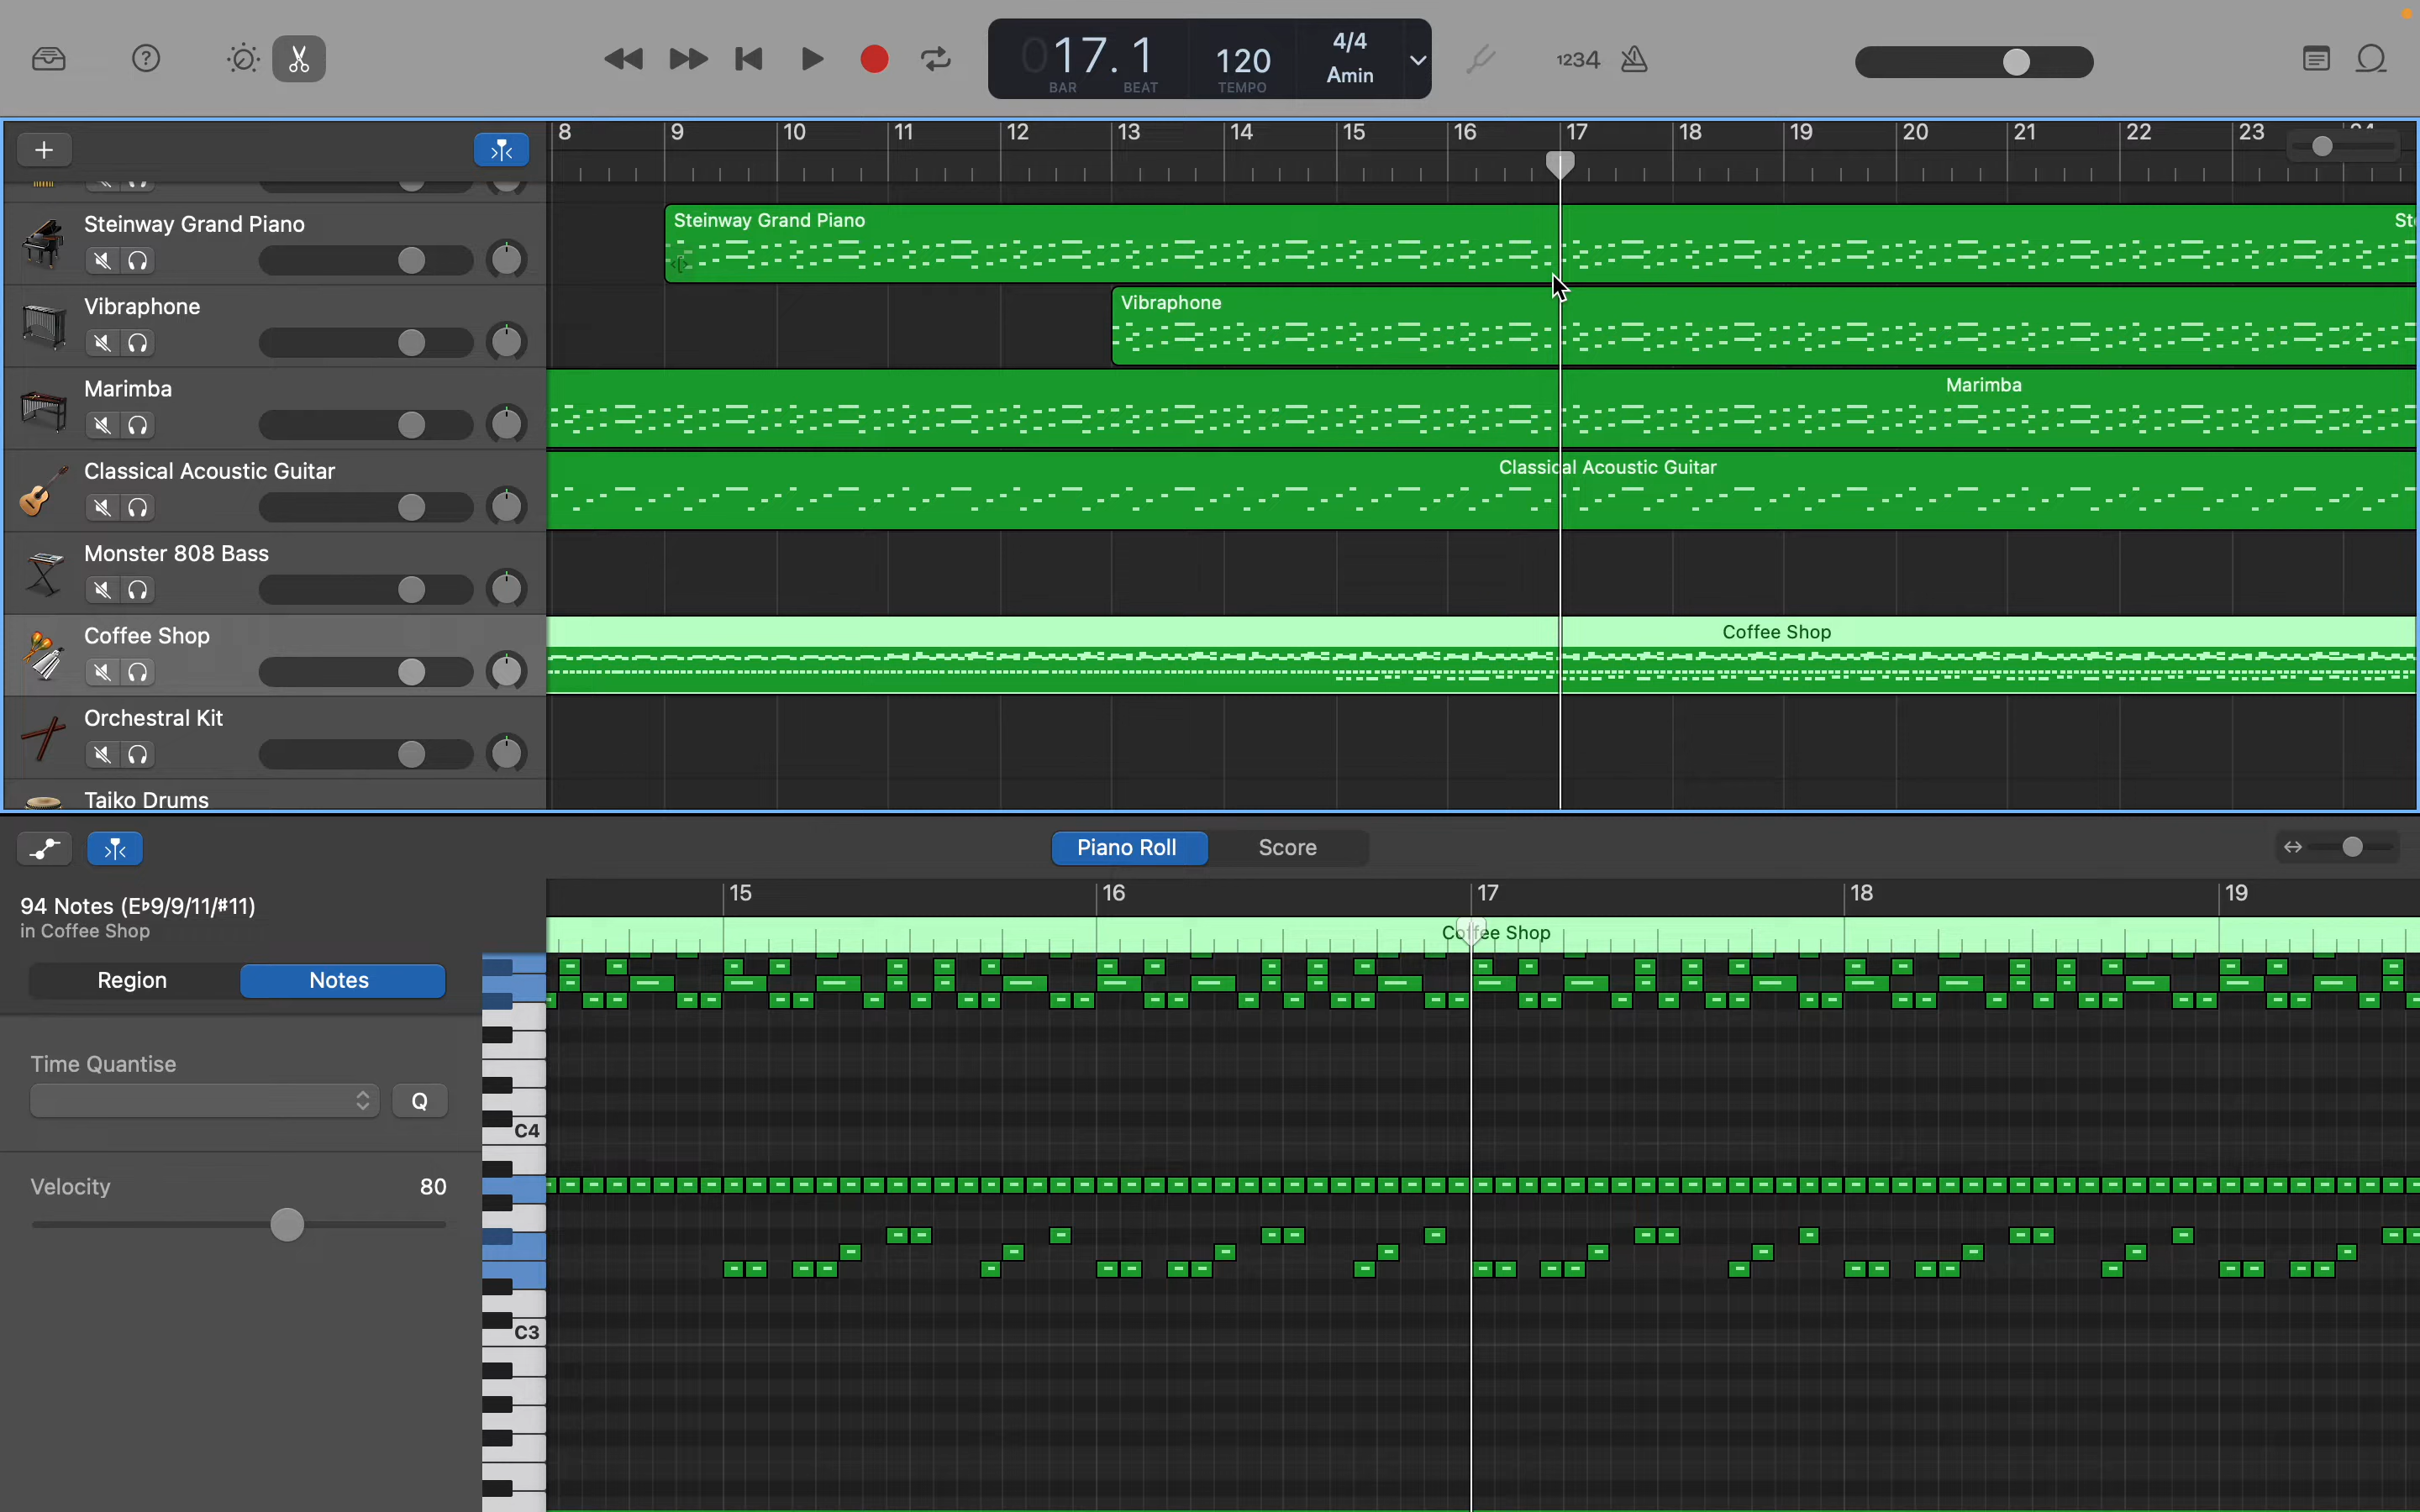 017.1
BAR BEAT
120
TEMPO
4/4
Amin
1234
8 9 10 11 12 13 14 15 16 17 18 19 20 21 22 23 24
Steinway Grand Piano
Steinway Grand Piano
St
Vibraphone
Vibraphone
Marimba
Marimba
Classical Acoustic Guitar
Classical Acoustic Guitar
Monster 808 Bass
Coffee Shop
Coffee Shop
Orchestral Kit
Taiko Drums
Piano Roll Score
15 16 17 18 19
94 Notes (E♭9/9/11/#11)
in Coffee Shop
Coffee Shop
Region Notes
Time Quantise
Q
C4
Velocity 80
C3